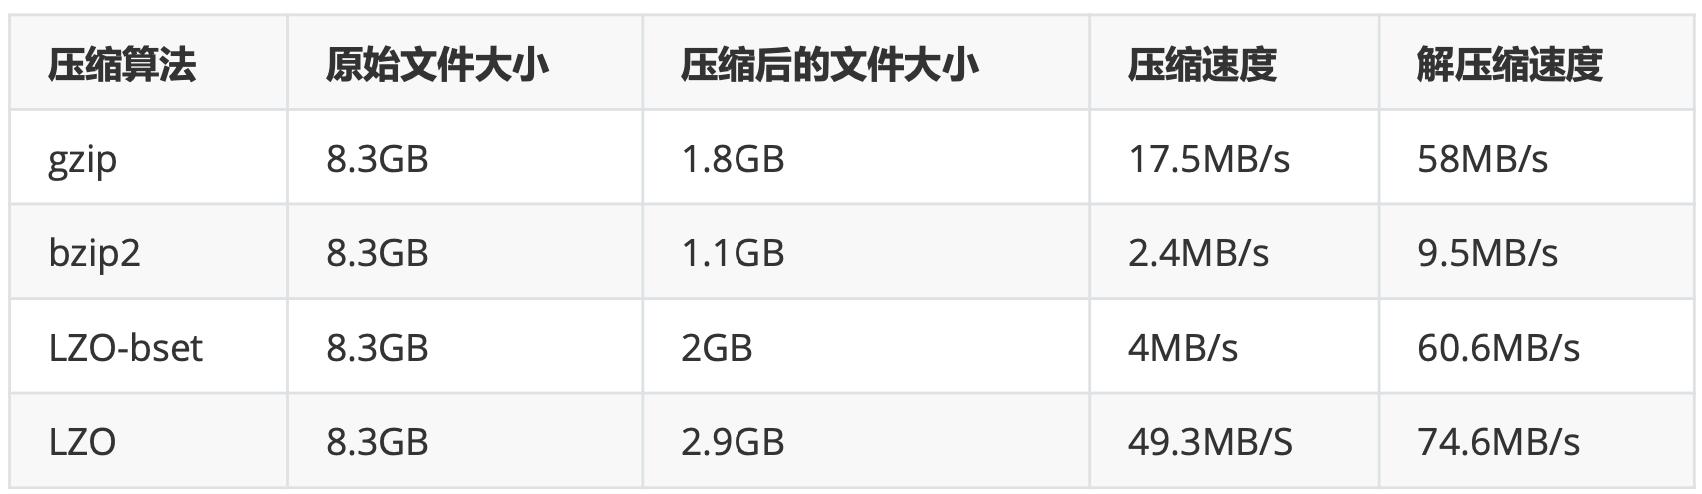 压缩算法 原始文件大小 压缩后的文件大小 压缩速度 解压缩速度
gzip 8.3GB 1.8GB 17.5MB/s 58MB/s
bzip2 8.3GB 1.1GB 2.4MB/s 9.5MB/s
LZO-bset 8.3GB 2GB 4MB/s 60.6MB/s
LZO 8.3GB 2.9GB 49.3MB/S 74.6MB/s